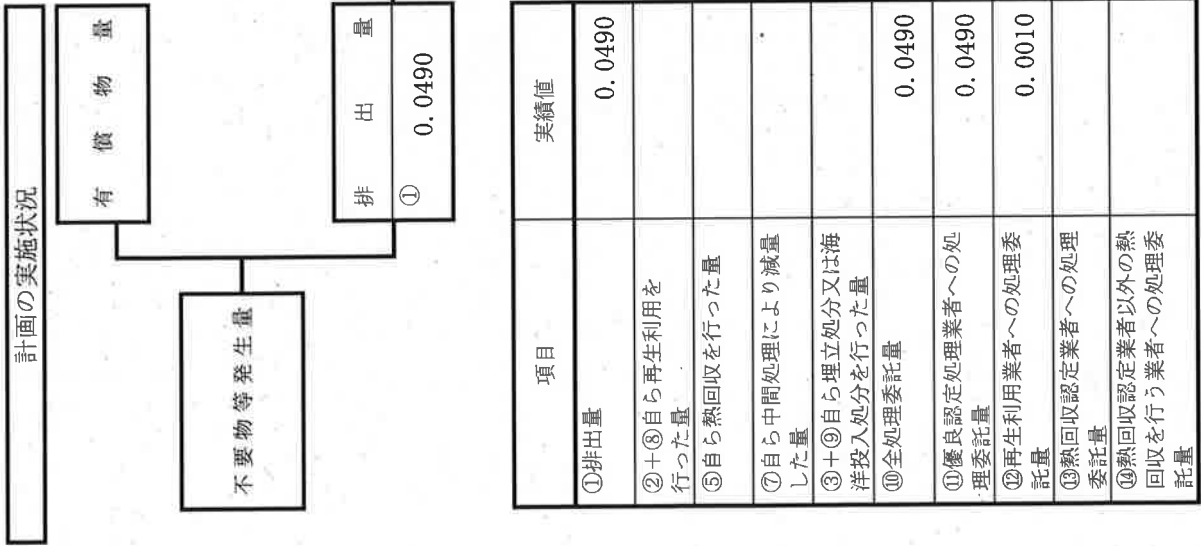 計画の実施状況
有償物量
不要物等発生量
排出量
①
0.0490
項目
実績値
①排出量
0.0490
②+⑧自ら再生利用を
行った量
⑤自ら熱回収を行った量
⑦自ら中間処理により減量
した量
③+⑨自ら埋立処分又は海
洋投入処分を行った量
⑩全処理委託量
0.0490
⑪優良認定処理業者への処
理委託量
0.0490
⑫再生利用業者への処理委
託量
0.0010
⑬熱回収認定業者への処理
委託量
⑭熱回収認定業者以外の熱
回収を行う業者への処理委
託量